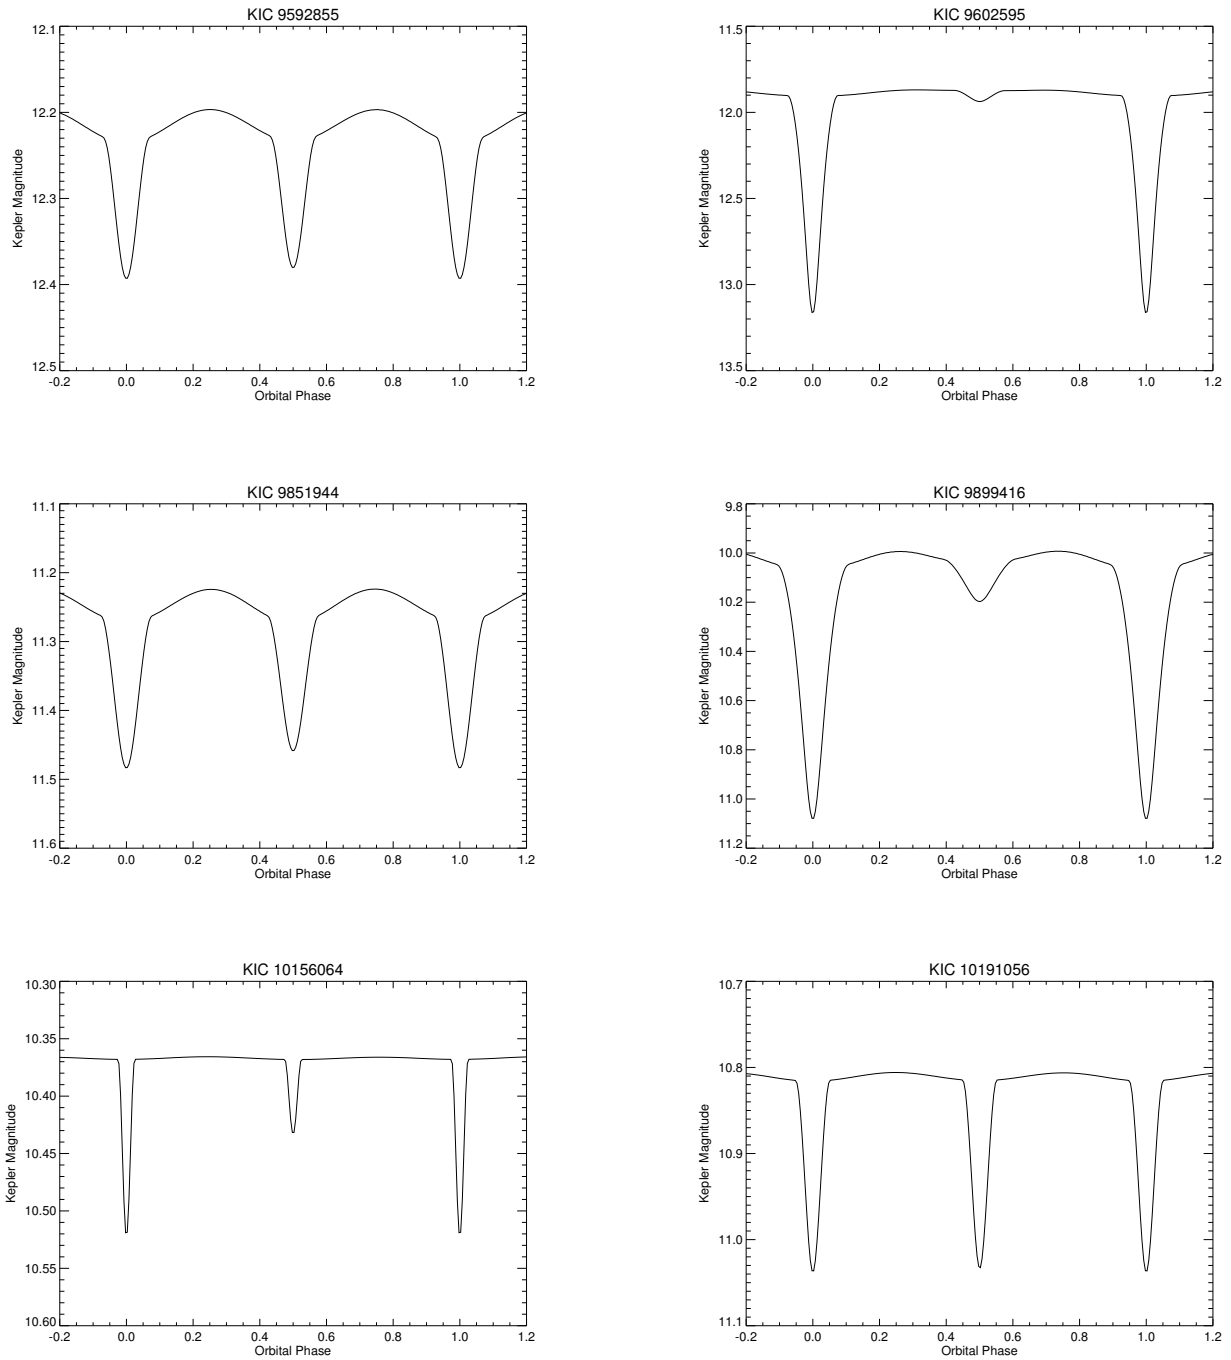 KIC 9592855
12.1
12.2
12.3
12.4
12.5
Kepler Magnitude
-0.2 0.0 0.2 0.4 0.6 0.8 1.0 1.2
Orbital Phase
KIC 9602595
11.5
12.0
12.5
13.0
13.5
Kepler Magnitude
-0.2 0.0 0.2 0.4 0.6 0.8 1.0 1.2
Orbital Phase
KIC 9851944
11.1
11.2
11.3
11.4
11.5
11.6
Kepler Magnitude
-0.2 0.0 0.2 0.4 0.6 0.8 1.0 1.2
Orbital Phase
KIC 9899416
9.8
10.0
10.2
10.4
10.6
10.8
11.0
11.2
Kepler Magnitude
-0.2 0.0 0.2 0.4 0.6 0.8 1.0 1.2
Orbital Phase
KIC 10156064
10.30
10.35
10.40
10.45
10.50
10.55
10.60
Kepler Magnitude
-0.2 0.0 0.2 0.4 0.6 0.8 1.0 1.2
Orbital Phase
KIC 10191056
10.7
10.8
10.9
11.0
11.1
Kepler Magnitude
-0.2 0.0 0.2 0.4 0.6 0.8 1.0 1.2
Orbital Phase